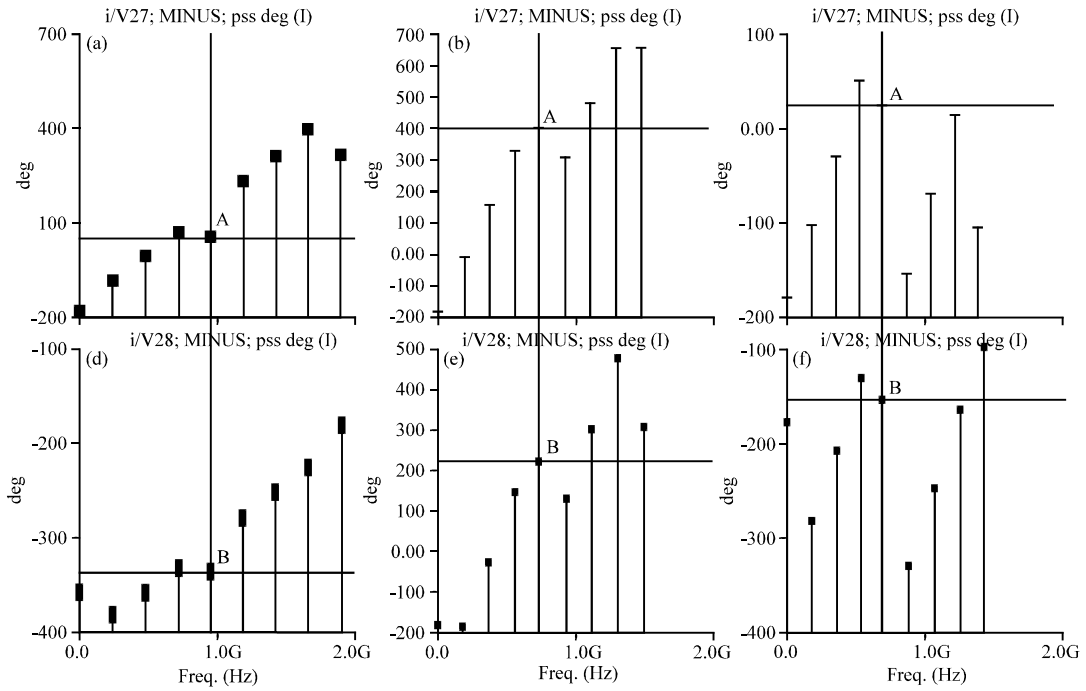 i/V27; MINUS; pss deg (I)
(a)
700
400
100
-200
deg
A
i/V27; MINUS; pss deg (I)
(b)
700
600
500
400
300
200
100
0.00
-100
-200
deg
A
i/V27; MINUS; pss deg (I)
100
0.00
-100
-200
deg
A
i/V28; MINUS; pss deg (I)
(d)
-100
-200
-300
-400
deg
B
0.0
1.0G
2.0G
Freq. (Hz)
i/V28; MINUS; pss deg (I)
(e)
500
400
300
200
100
0.00
-100
-200
deg
B
0.0
1.0G
2.0G
Freq. (Hz)
i/V28; MINUS; pss deg (I)
(f)
-100
-200
-300
-400
deg
B
0.0
1.0G
2.0G
Freq. (Hz)